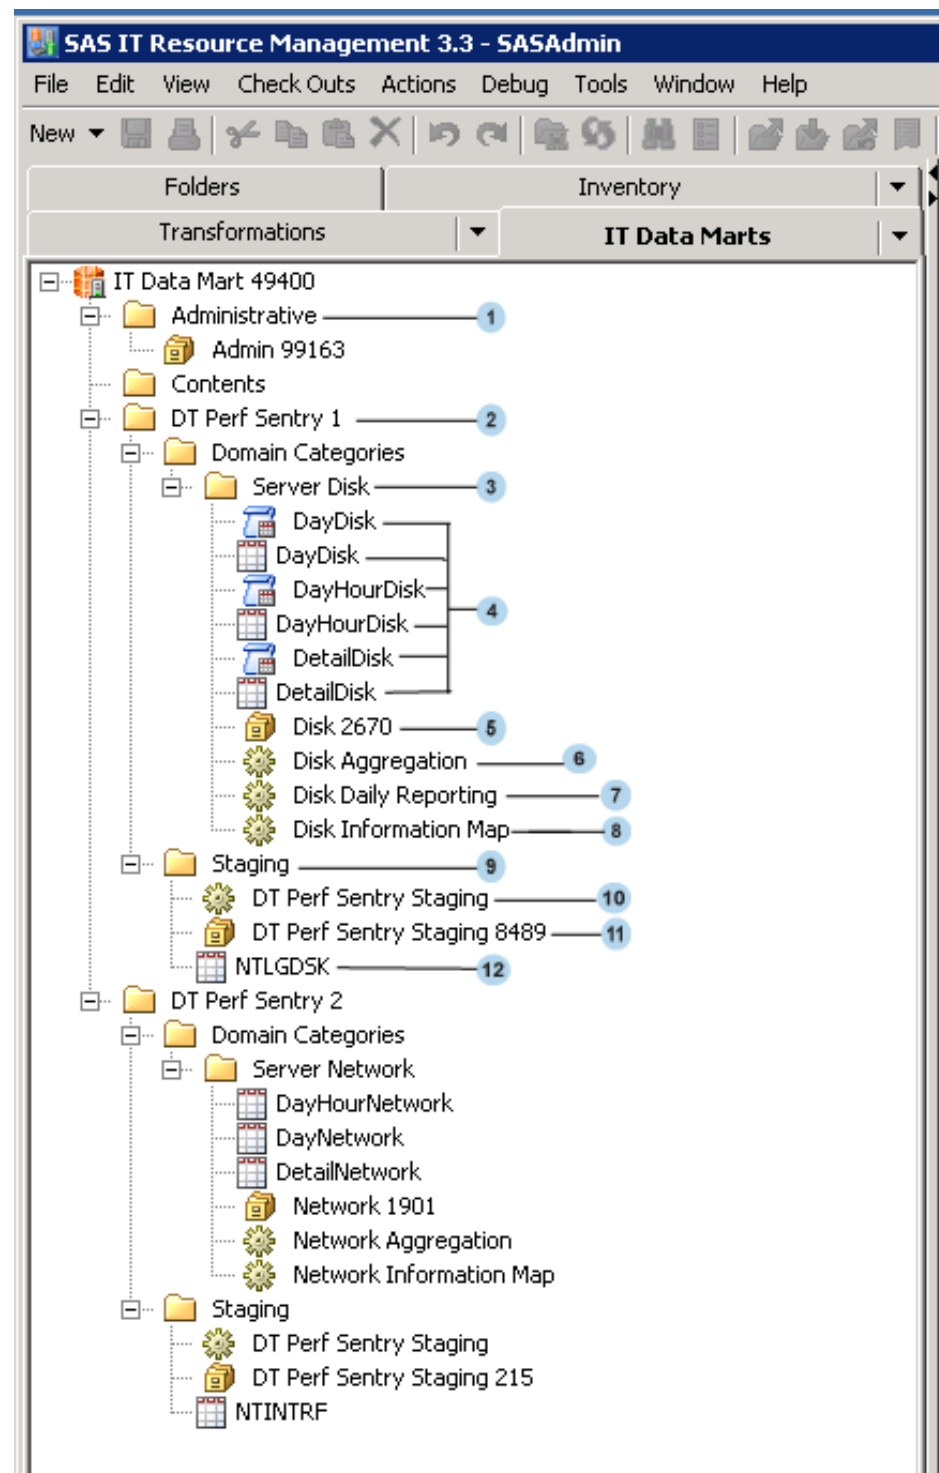 SAS IT Resource Management 3.3 - SASAdmin
File Edit View Check Outs Actions Debug Tools Window Help
New
Folders Inventory
Transformations IT Data Marts
IT Data Mart 49400
Administrative 1
Admin 99163
Contents
DT Perf Sentry 1 2
Domain Categories
Server Disk 3
DayDisk
DayDisk
DayHourDisk
4
DayHourDisk
DetailDisk
DetailDisk
Disk 2670 5
Disk Aggregation 6
Disk Daily Reporting 7
Disk Information Map 8
Staging 9
DT Perf Sentry Staging 10
DT Perf Sentry Staging 8489 11
NTLGDSK 12
DT Perf Sentry 2
Domain Categories
Server Network
DayHourNetwork
DayNetwork
DetailNetwork
Network 1901
Network Aggregation
Network Information Map
Staging
DT Perf Sentry Staging
DT Perf Sentry Staging 215
NTINTRF